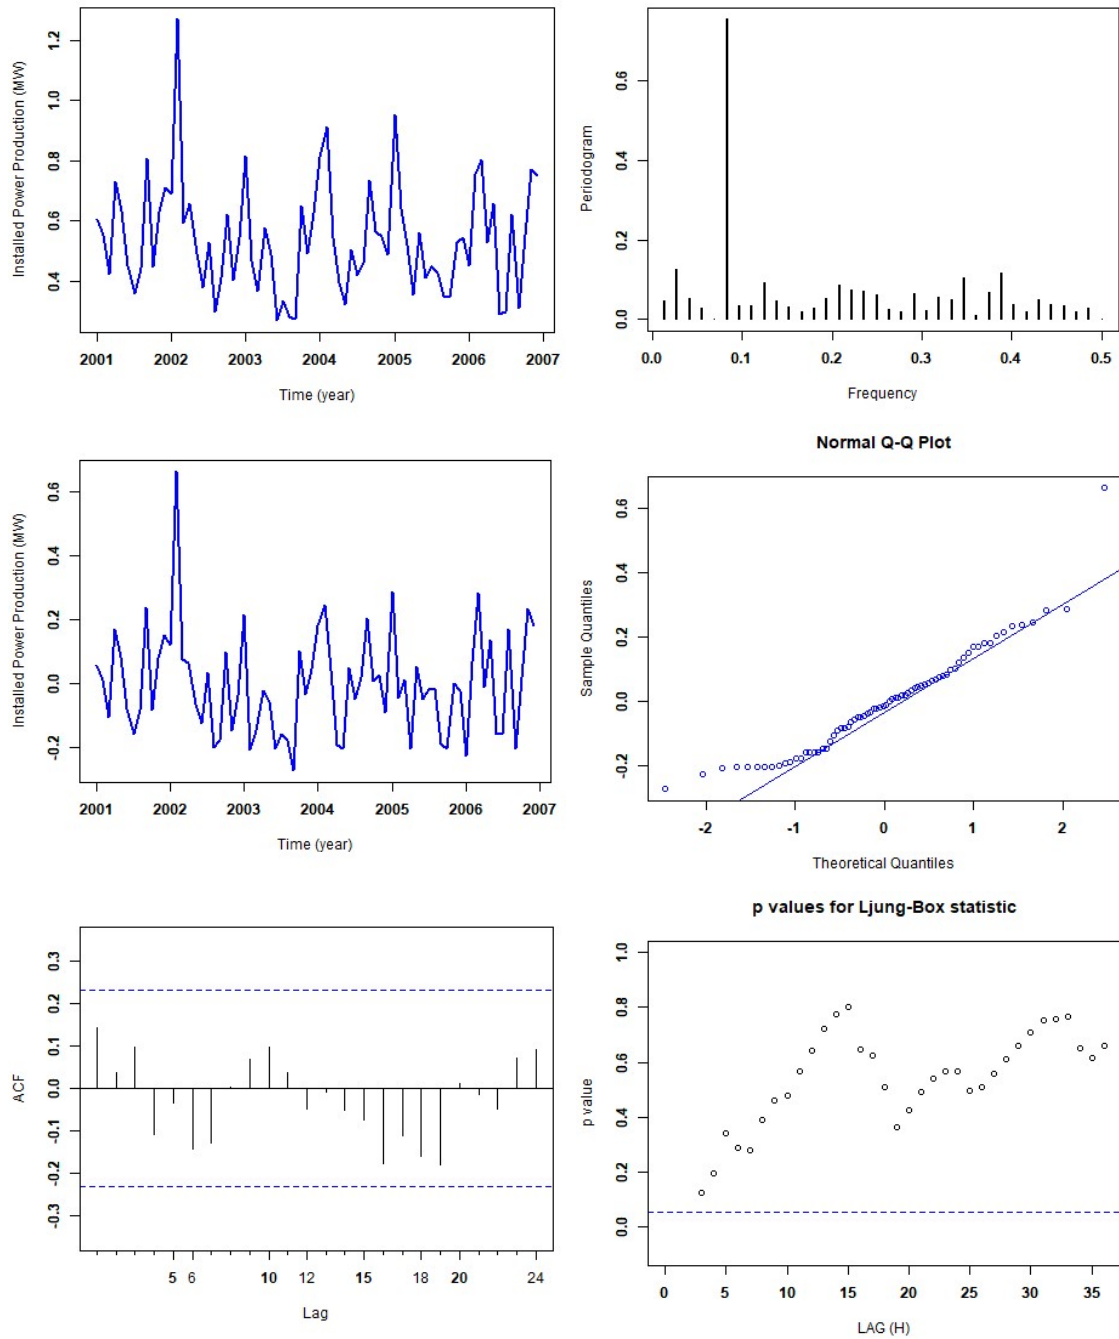 Installed Power Production (MW)
0.4 0.6 0.8 1.0 1.2
2001 2002 2003 2004 2005 2006 2007
Time (year)
Periodogram
0.0 0.2 0.4 0.6
0.0 0.1 0.2 0.3 0.4 0.5
Frequency
Installed Power Production (MW)
-0.2 0.0 0.2 0.4 0.6
2001 2002 2003 2004 2005 2006 2007
Time (year)
Normal Q-Q Plot
Sample Quantiles
-0.2 0.0 0.2 0.4 0.6
-2 -1 0 1 2
Theoretical Quantiles
ACF
-0.3 -0.2 -0.1 0.0 0.1 0.2 0.3
5 6 10 12 15 18 20 24
Lag
p values for Ljung-Box statistic
p value
0.0 0.2 0.4 0.6 0.8 1.0
0 5 10 15 20 25 30 35
LAG (H)